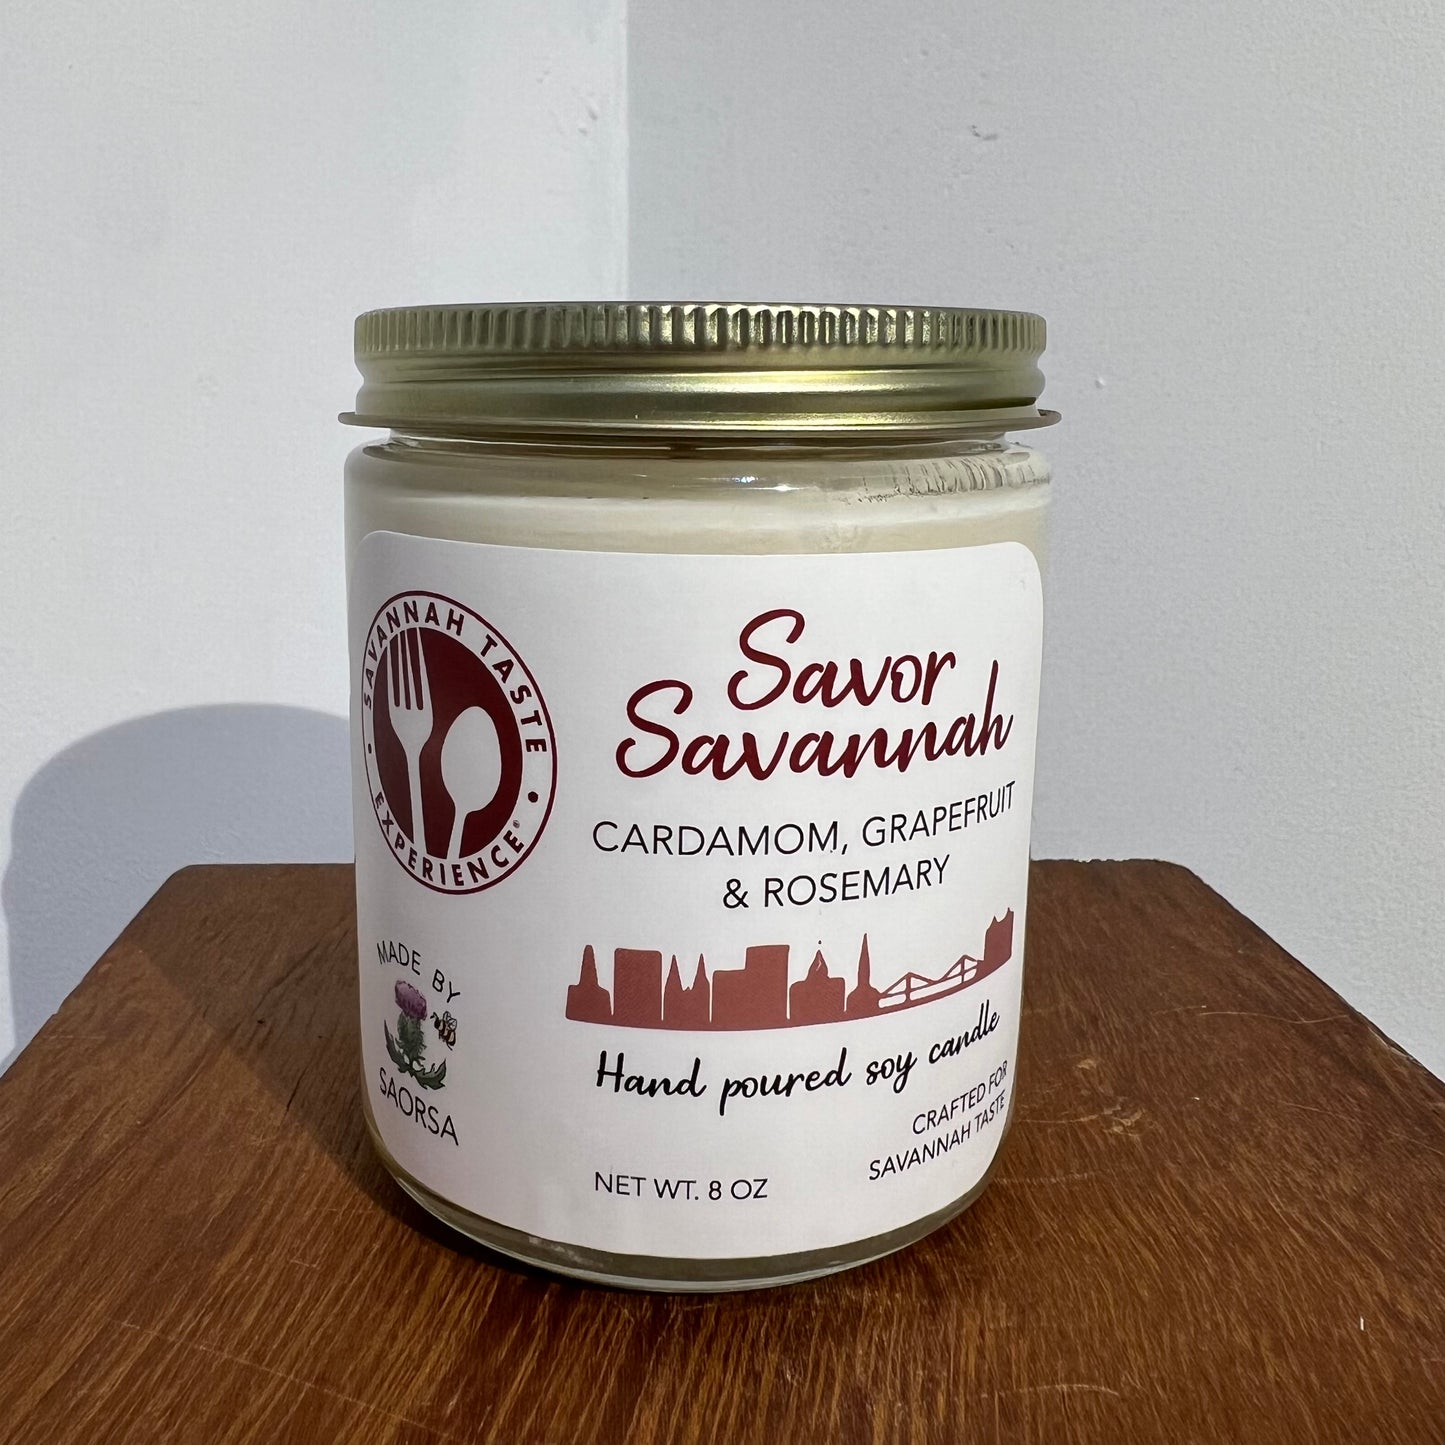 SAVANNAH TASTE
EXPERIENCE®
Savor
Savannah
CARDAMOM, GRAPEFRUIT
& ROSEMARY
MADE BY
SAORSA
Hand poured soy candle
CRAFTED FOR
SAVANNAH TASTE
NET WT. 8 OZ